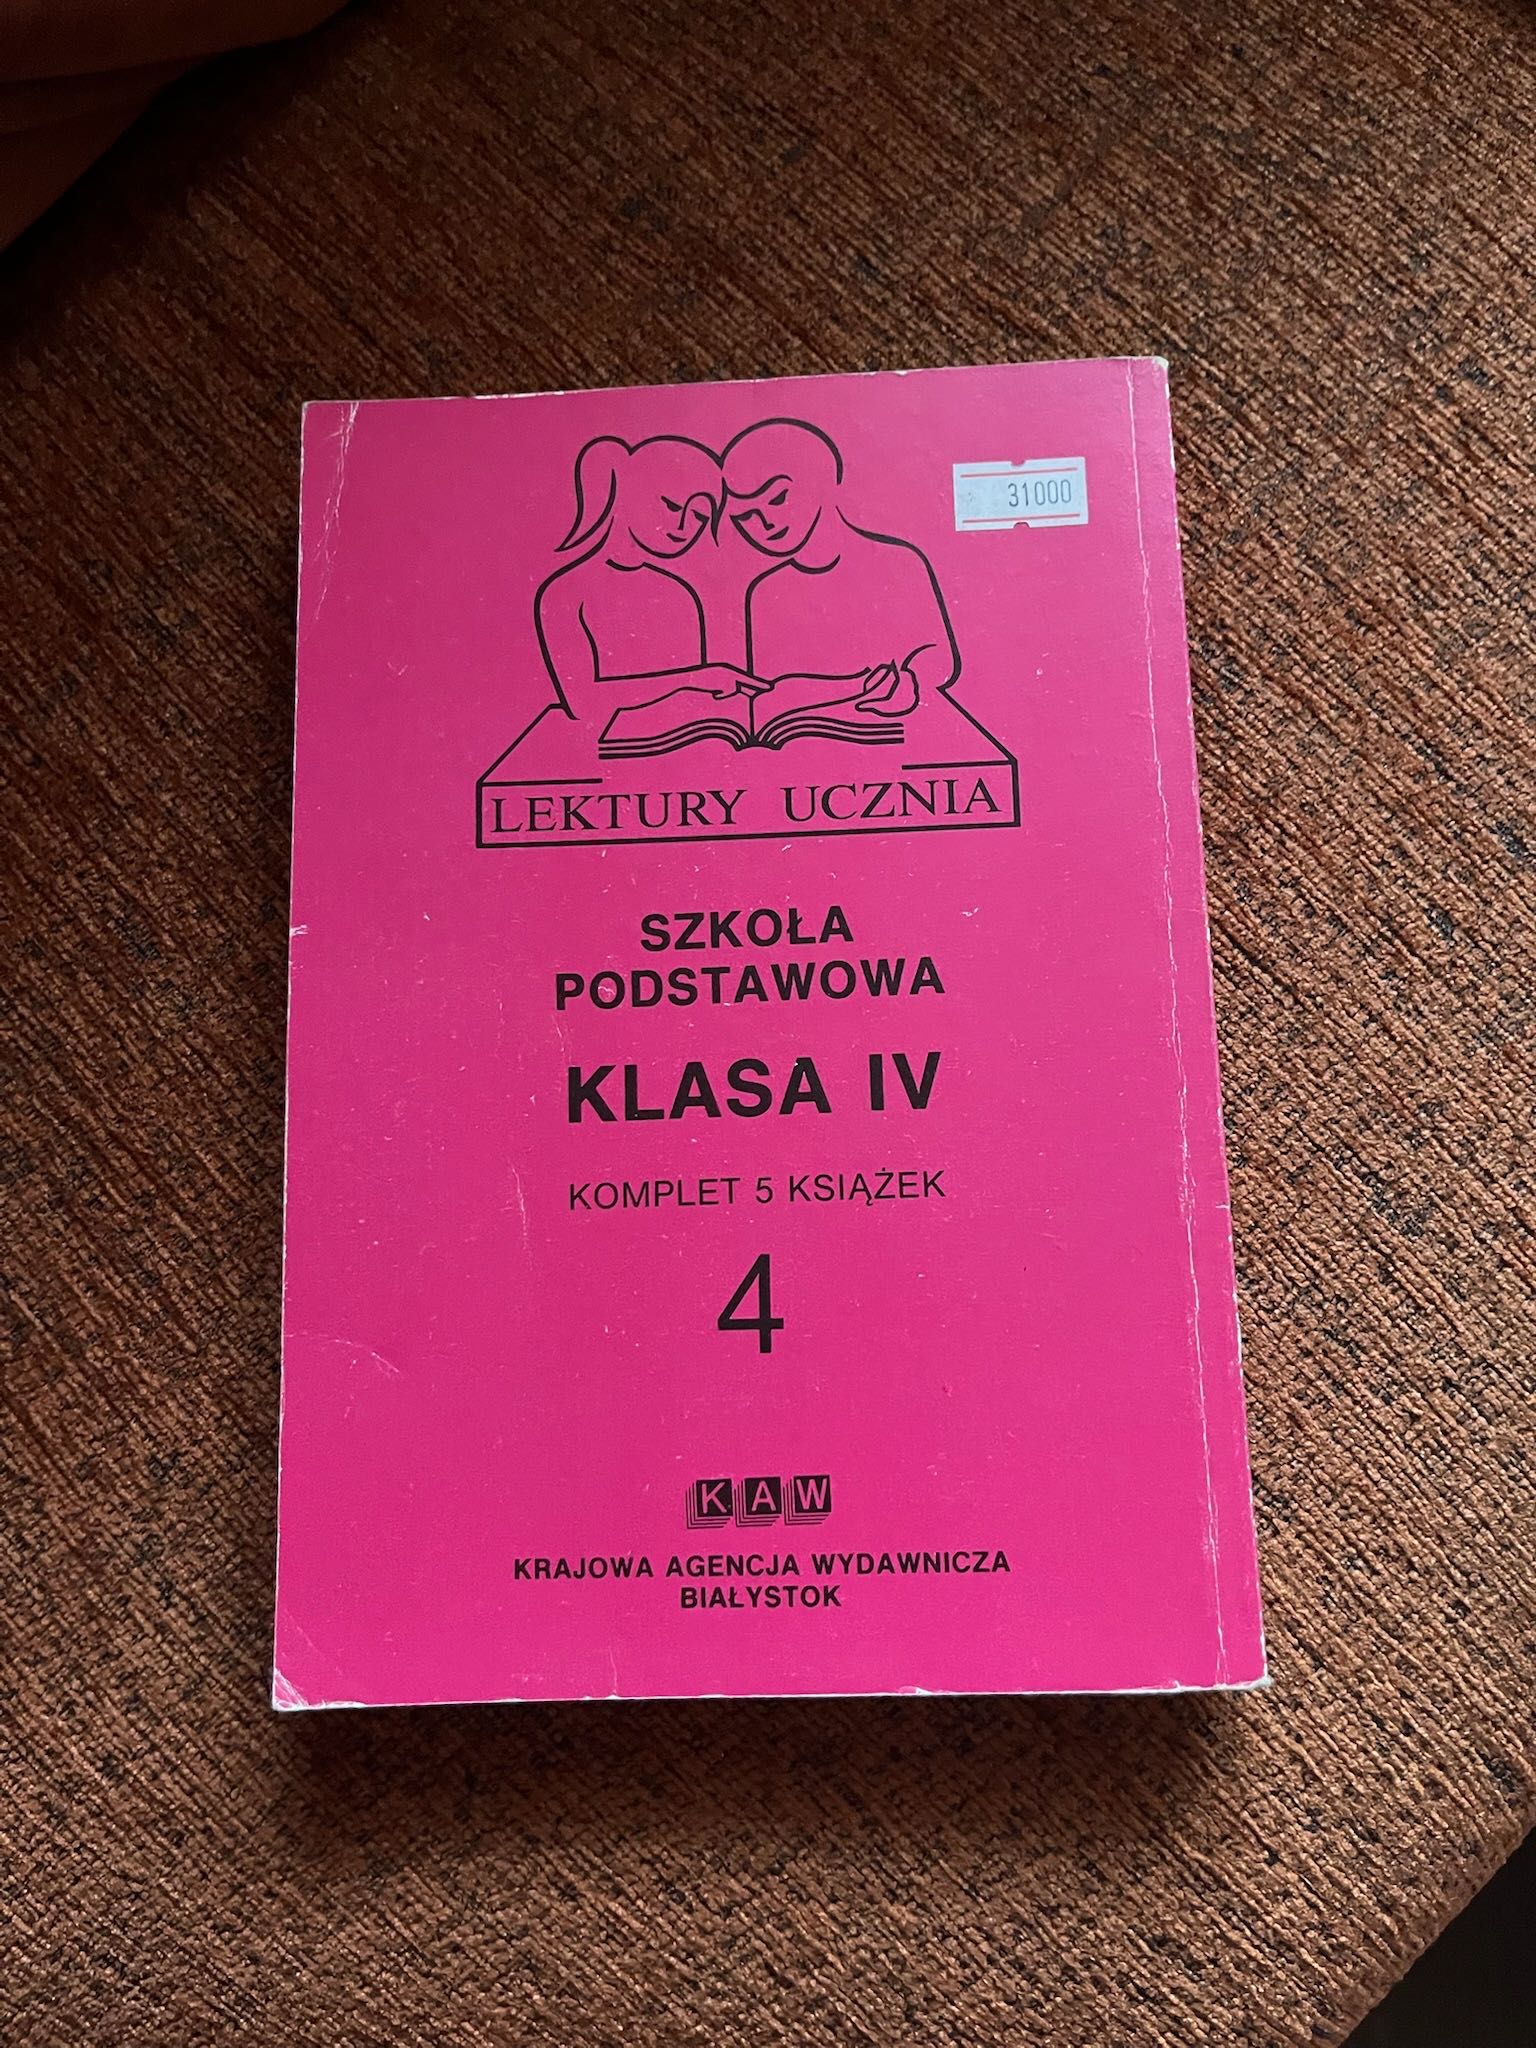 31000
LEKTURY UCZNIA
SZKOŁA
PODSTAWOWA
KLASA IV
KOMPLET 5 KSIĄŻEK
4
KAW
KRAJOWA AGENCJA WYDAWNICZA
BIAŁYSTOK